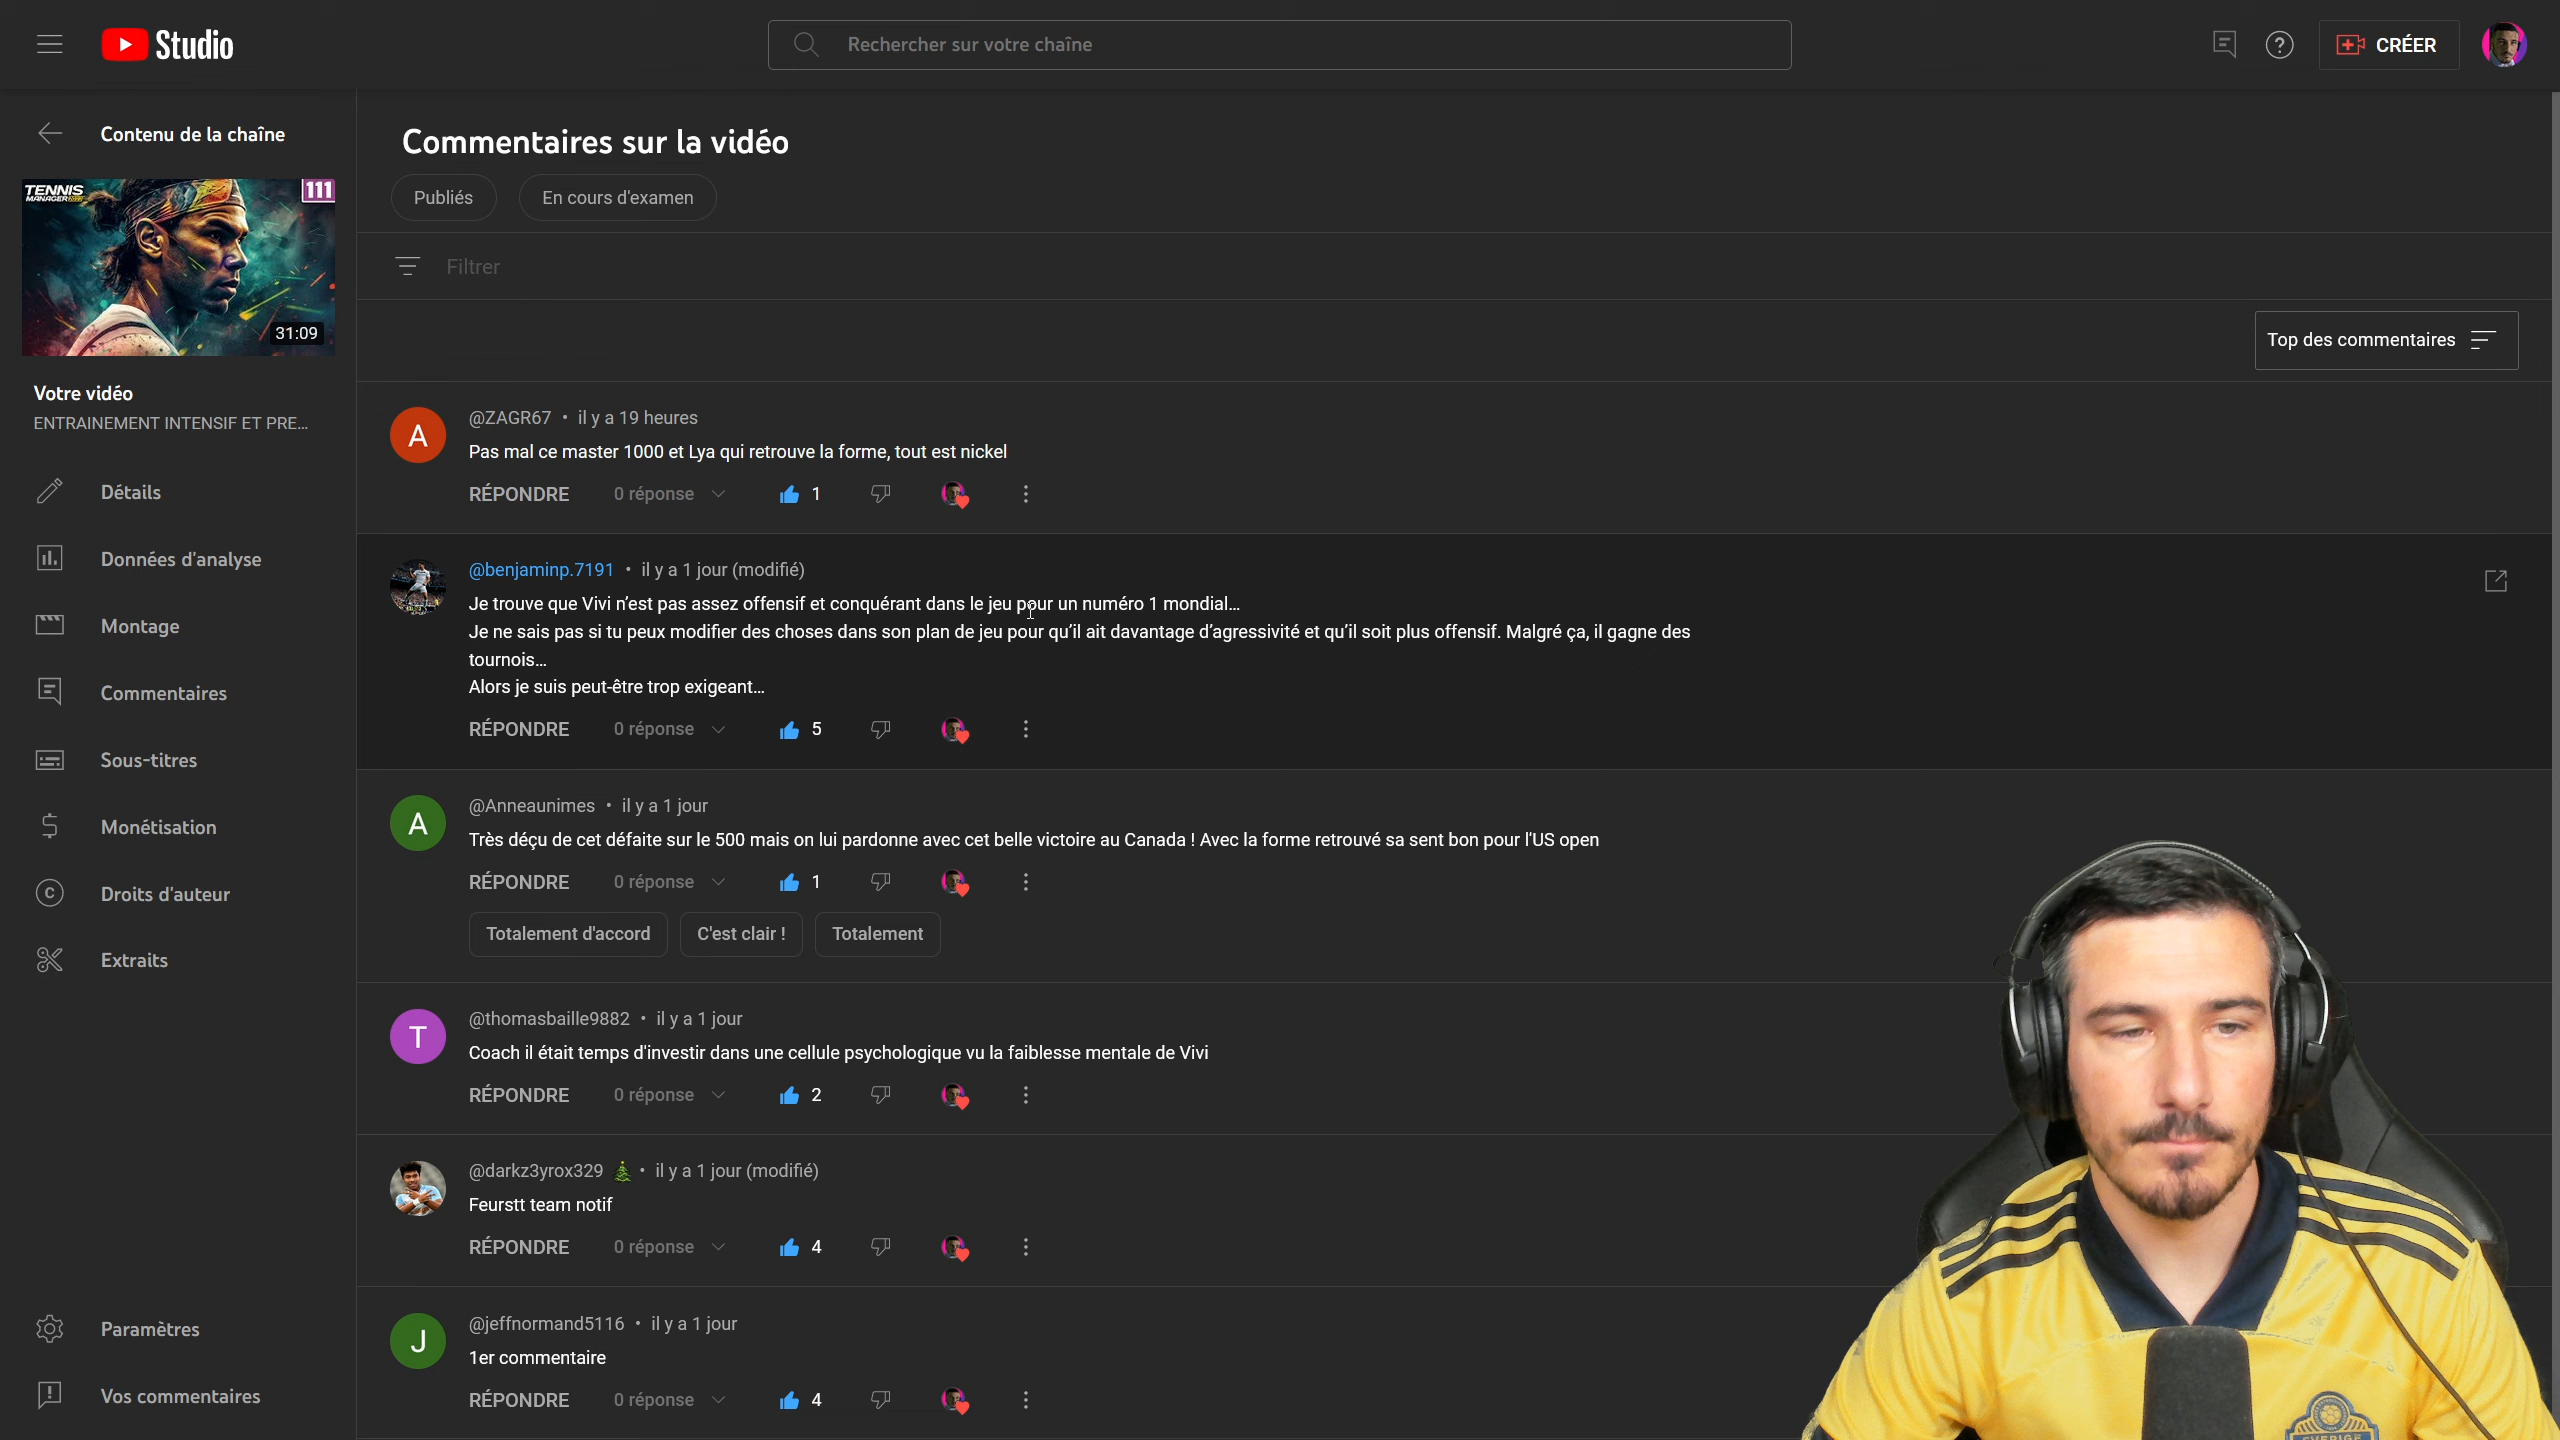 Studio
Rechercher sur votre chaîne
CRÉER
Contenu de la chaîne
TENNIS
MANAGER 2022
111
31:09
Votre vidéo
ENTRAINEMENT INTENSIF ET PRE...
Détails
Données d'analyse
Montage
Commentaires
Sous-titres
Monétisation
Droits d'auteur
Extraits
Paramètres
Vos commentaires
Commentaires sur la vidéo
Publiés
En cours d'examen
Filtrer
Top des commentaires
A
@ZAGR67 • il y a 19 heures
Pas mal ce master 1000 et Lya qui retrouve la forme, tout est nickel
RÉPONDRE 0 réponse 1
@benjaminp.7191 • il y a 1 jour (modifié)
Je trouve que Vivi n’est pas assez offensif et conquérant dans le jeu pour un numéro 1 mondial…
Je ne sais pas si tu peux modifier des choses dans son plan de jeu pour qu’il ait davantage d’agressivité et qu’il soit plus offensif. Malgré ça, il gagne des
tournois…
Alors je suis peut-être trop exigeant…
RÉPONDRE 0 réponse 5
A
@Anneaunimes • il y a 1 jour
Très déçu de cet défaite sur le 500 mais on lui pardonne avec cet belle victoire au Canada ! Avec la forme retrouvé sa sent bon pour l'US open
RÉPONDRE 0 réponse 1
Totalement d'accord
C'est clair !
Totalement
T
@thomasbaille9882 • il y a 1 jour
Coach il était temps d'investir dans une cellule psychologique vu la faiblesse mentale de Vivi
RÉPONDRE 0 réponse 2
@darkz3yrox329 🎄 • il y a 1 jour (modifié)
Feurstt team notif
RÉPONDRE 0 réponse 4
J
@jeffnormand5116 • il y a 1 jour
1er commentaire
RÉPONDRE 0 réponse 4
SVERIGE